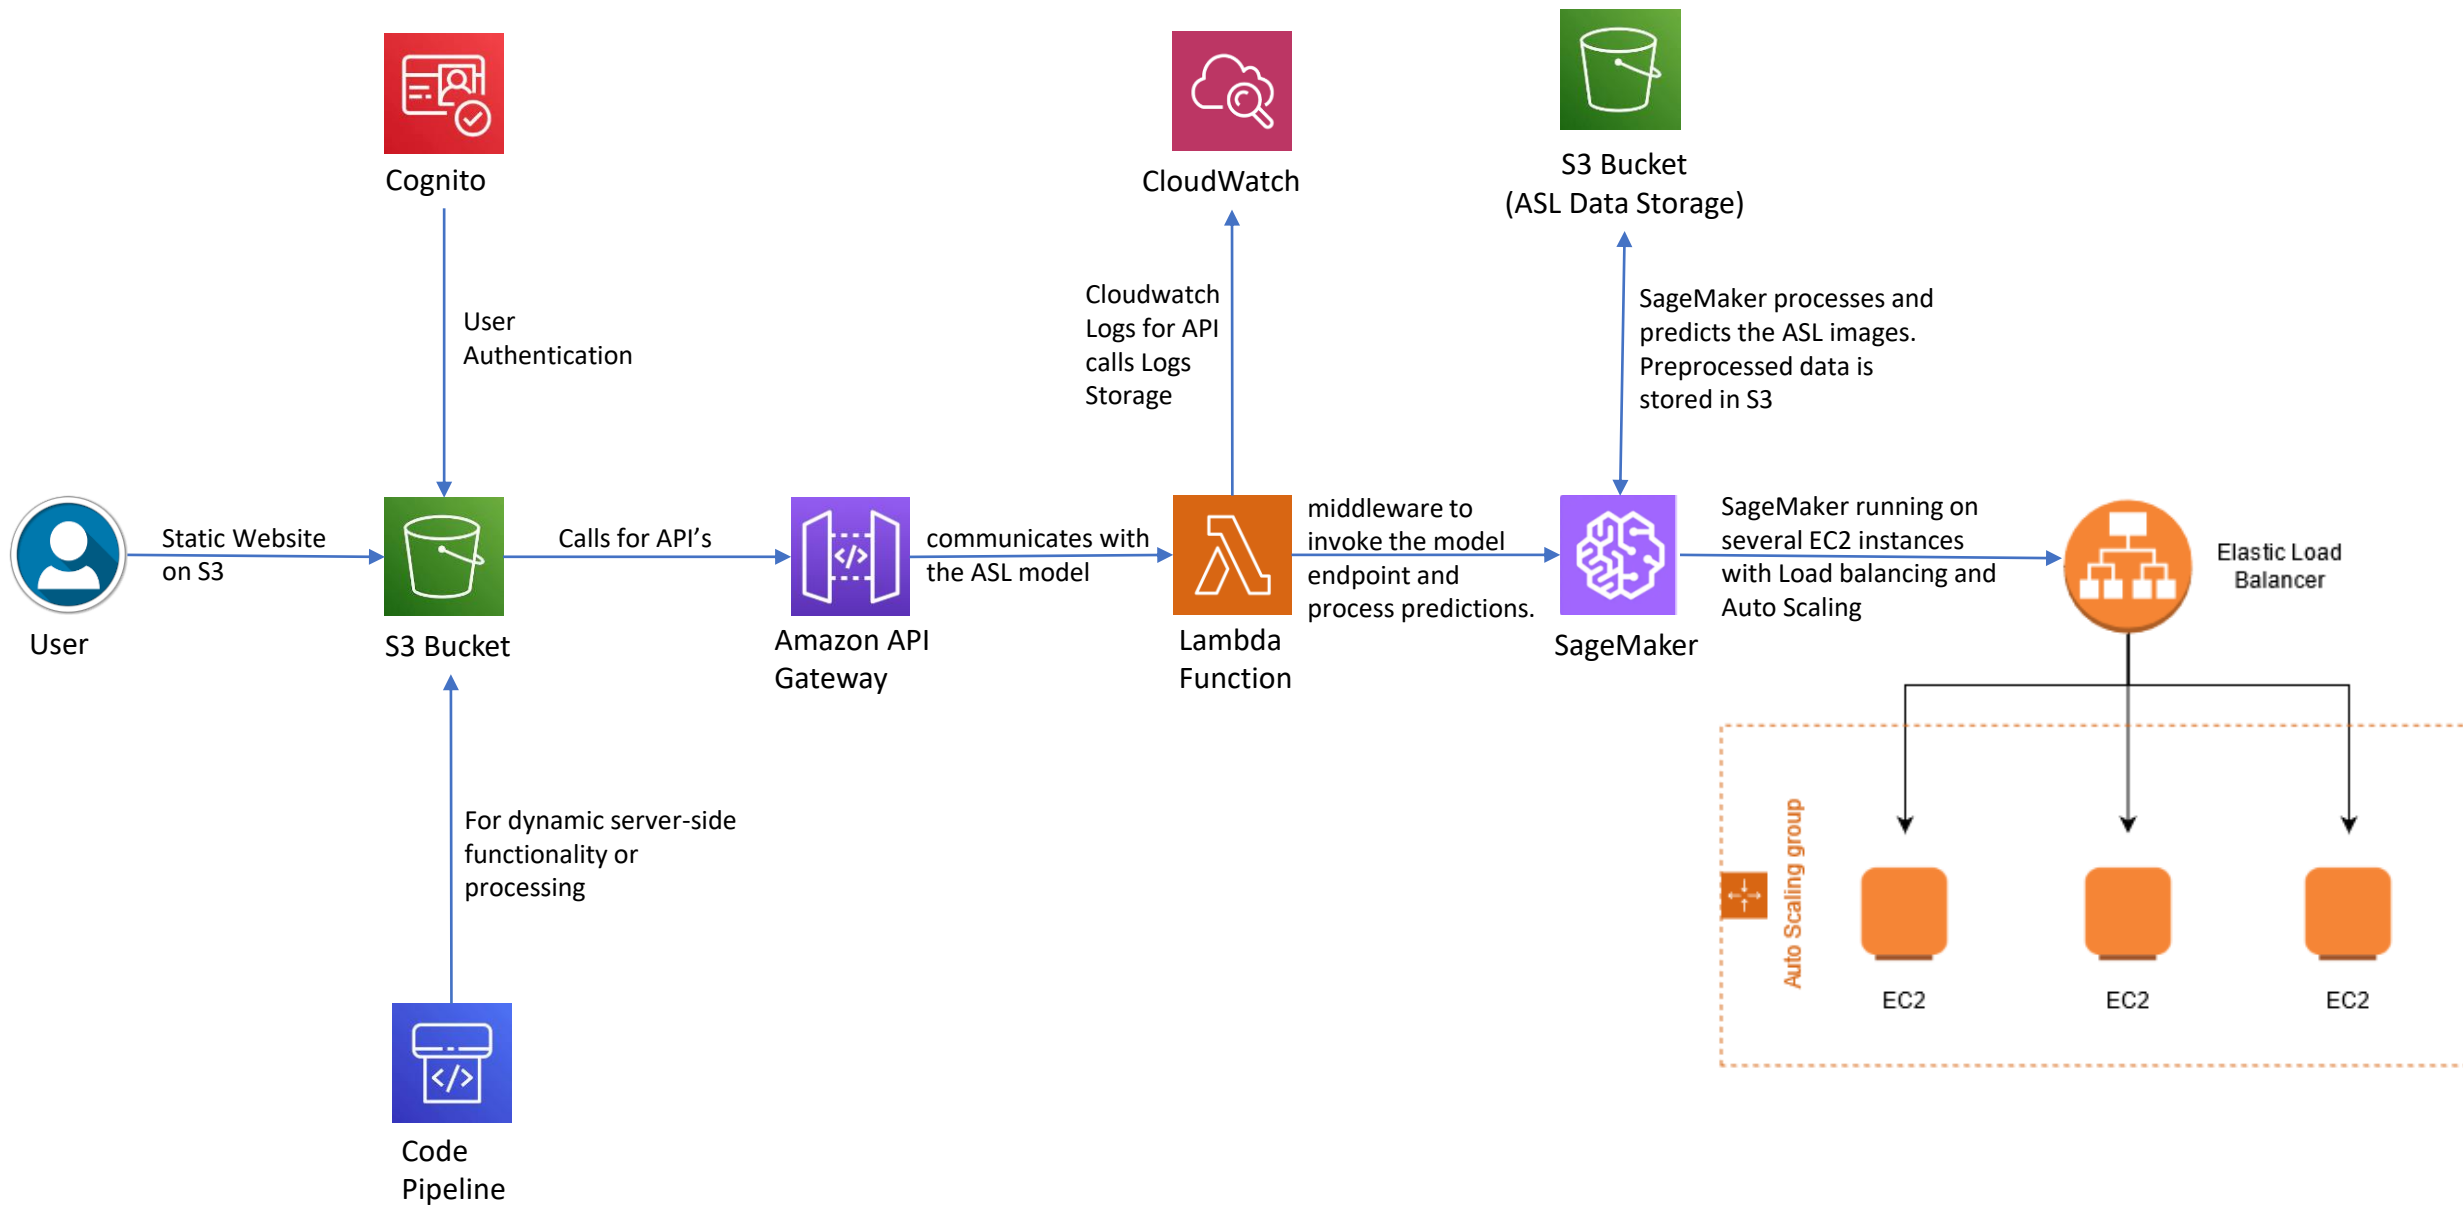 Cognito
CloudWatch
S3 Bucket
(ASL Data Storage)
User
Authentication
Cloudwatch
Logs for API
calls Logs
Storage
SageMaker processes and
predicts the ASL images.
Preprocessed data is
stored in S3
Static Website
on S3
Calls for API’s
communicates with
the ASL model
middleware to
invoke the model
endpoint and
process predictions.
SageMaker running on
several EC2 instances
with Load balancing and
Auto Scaling
Elastic Load
Balancer
User
S3 Bucket
Amazon API
Gateway
Lambda
Function
SageMaker
For dynamic server-side
functionality or
processing
Auto Scaling group
EC2
EC2
EC2
Code
Pipeline